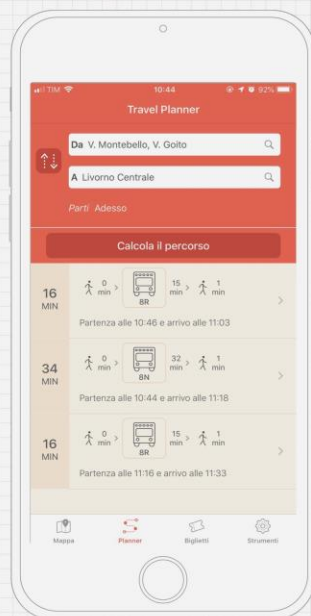 TIM 10:44 92%
Travel Planner
Da V. Montebello, V. Goito
A Livorno Centrale
Parti Adesso
Calcola il percorso
16 MIN
0 min > 15 min > 1 min
8R
Partenza alle 10:46 e arrivo alle 11:03
34 MIN
0 min > 32 min > 1 min
8N
Partenza alle 10:44 e arrivo alle 11:18
16 MIN
0 min > 15 min > 1 min
8R
Partenza alle 11:16 e arrivo alle 11:33
Mappa Planner Biglietti Strumenti